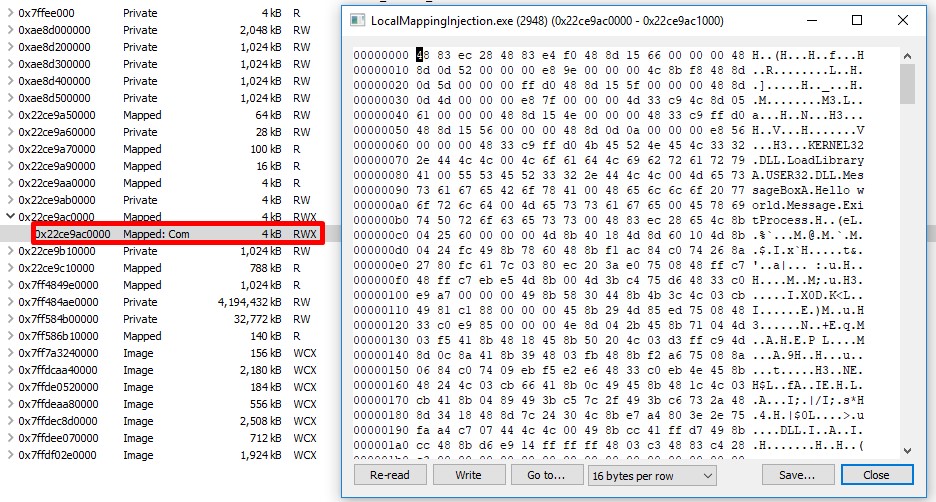 0x7ffee000 Private 4 kB R
0xae8d000000 Private 2,048 kB RW
0xae8d200000 Private 1,024 kB RW
0xae8d300000 Private 1,024 kB RW
0xae8d400000 Private 1,024 kB RW
0xae8d500000 Private 1,024 kB RW
0x22ce9a50000 Mapped 64 kB RW
0x22ce9a60000 Private 28 kB RW
0x22ce9a70000 Mapped 100 kB R
0x22ce9a90000 Mapped 16 kB R
0x22ce9aa0000 Mapped 4 kB R
0x22ce9ab0000 Private 4 kB RW
0x22ce9ac0000 Mapped 4 kB RWX
0x22ce9ac0000 Mapped: Com 4 kB RWX
0x22ce9b10000 Private 1,024 kB RW
0x22ce9c10000 Mapped 788 kB R
0x7ff4849e0000 Mapped 1,024 kB R
0x7ff484ae0000 Private 4,194,432 kB RW
0x7ff584b00000 Private 32,772 kB RW
0x7ff586b10000 Mapped 140 kB R
0x7ff7a3240000 Image 156 kB WCX
0x7ffdcaa40000 Image 2,180 kB WCX
0x7ffde0520000 Image 184 kB WCX
0x7ffdeaa80000 Image 556 kB WCX
0x7ffdec8d0000 Image 2,508 kB WCX
0x7ffdee070000 Image 712 kB WCX
0x7ffdf02e0000 Image 1,924 kB WCX
LocalMappingInjection.exe (2948) (0x22ce9ac0000 - 0x22ce9ac1000)
00000000 48 83 ec 28 48 83 e4 f0 48 8d 15 66 00 00 00 48 H..(H...H..f...H
00000010 8d 0d 52 00 00 00 e8 9e 00 00 00 4c 8b f8 48 8d ..R........L..H.
00000020 0d 5d 00 00 00 ff d0 48 8d 15 5f 00 00 00 48 8d .].....H.._...H.
00000030 0d 4d 00 00 00 e8 7f 00 00 00 4d 33 c9 4c 8d 05 .M........M3.L..
00000040 61 00 00 00 48 8d 15 4e 00 00 00 48 33 c9 ff d0 a...H..N...H3...
00000050 48 8d 15 56 00 00 00 48 8d 0d 0a 00 00 00 e8 56 H..V...H.......V
00000060 00 00 00 48 33 c9 ff d0 4b 45 52 4e 45 4c 33 32 ...H3...KERNEL32
00000070 2e 44 4c 4c 00 4c 6f 61 64 4c 69 62 72 61 72 79 .DLL.LoadLibrary
00000080 41 00 55 53 45 52 33 32 2e 44 4c 4c 00 4d 65 73 A.USER32.DLL.Mes
00000090 73 61 67 65 42 6f 78 41 00 48 65 6c 6c 6f 20 77 sageBoxA.Hello w
000000a0 6f 72 6c 64 00 4d 65 73 73 61 67 65 00 45 78 69 orld.Message.Exi
000000b0 74 50 72 6f 63 65 73 73 00 48 83 ec 28 65 4c 8b tProcess.H..(eL.
000000c0 04 25 60 00 00 00 4d 8b 40 18 4d 8d 60 10 4d 8b .%`...M.@.M.`.M.
000000d0 04 24 fc 49 8b 78 60 48 8b f1 ac 84 c0 74 26 8a .$.I.x`H.....t&.
000000e0 27 80 fc 61 7c 03 80 ec 20 3a e0 75 08 48 ff c7 '..a|... :.u.H..
000000f0 48 ff c7 eb e5 4d 8b 00 4d 3b c4 75 d6 48 33 c0 H....M..M;.u.H3.
00000100 e9 a7 00 00 00 49 8b 58 30 44 8b 4b 3c 4c 03 cb .....I.X0D.K<L..
00000110 49 81 c1 88 00 00 00 45 8b 29 4d 85 ed 75 08 48 I......E.)M..u.H
00000120 33 c0 e9 85 00 00 00 4e 8d 04 2b 45 8b 71 04 4d 3......N..+E.q.M
00000130 03 f5 41 8b 48 18 45 8b 50 20 4c 03 d3 ff c9 4d ..A.H.E.P L....M
00000140 8d 0c 8a 41 8b 39 48 03 fb 48 8b f2 a6 75 08 8a ...A.9H..H...u..
00000150 06 84 c0 74 09 eb f5 e2 e6 48 33 c0 eb 4e 45 8b ...t.....H3..NE.
00000160 48 24 4c 03 cb 66 41 8b 0c 49 45 8b 48 1c 4c 03 H$L..fA..IE.H.L.
00000170 cb 41 8b 04 89 49 3b c5 7c 2f 49 3b c6 73 2a 48 .A...I;.|/I;.s*H
00000180 8d 34 18 48 8d 7c 24 30 4c 8b e7 a4 80 3e 2e 75 .4.H.|$0L....>.u
00000190 fa a4 c7 07 44 4c 4c 00 49 8b cc 41 ff d7 49 8b ....DLL.I..A..I.
000001a0 cc 48 8b d6 e9 14 ff ff ff 48 03 c3 48 83 c4 28 .H.......H..H..(
Re-read
Write
Go to...
16 bytes per row
Save...
Close